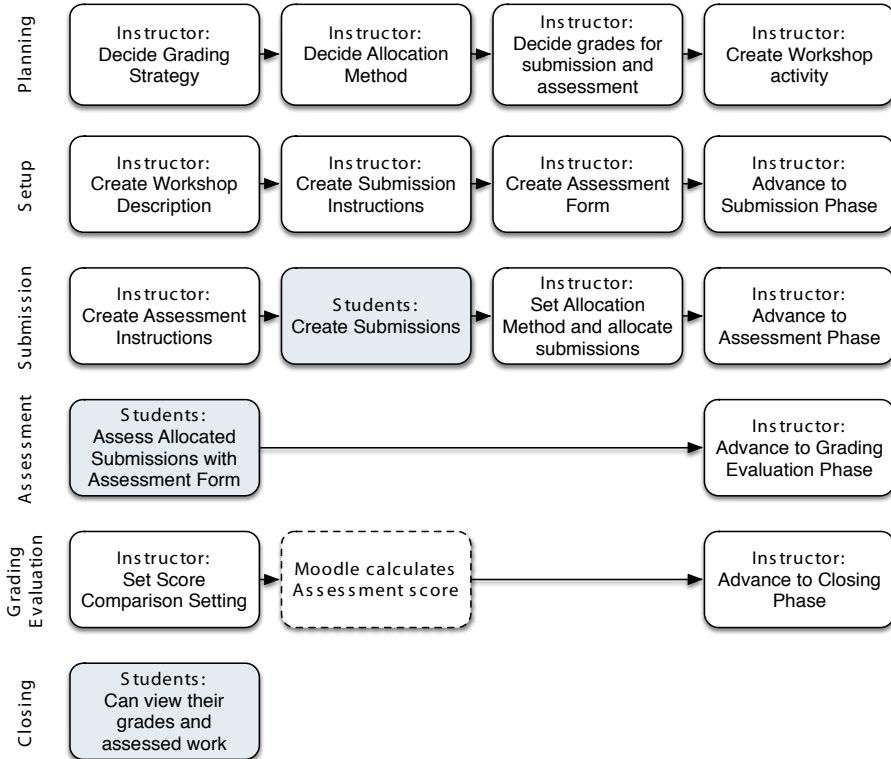 Planning
Instructor:
Decide Grading
Strategy
Instructor:
Decide Allocation
Method
Instructor:
Decide grades for
submission and
assessment
Instructor:
Create Workshop
activity
Setup
Instructor:
Create Workshop
Description
Instructor:
Create Submission
Instructions
Instructor:
Create Assessment
Form
Instructor:
Advance to
Submission Phase
Submission
Instructor:
Create Assessment
Instructions
Students:
Create Submissions
Instructor:
Set Allocation
Method and allocate
submissions
Instructor:
Advance to
Assessment Phase
Assessment
Students:
Assess Allocated
Submissions with
Assessment Form
Instructor:
Advance to Grading
Evaluation Phase
Grading
Evaluation
Instructor:
Set Score
Comparison Setting
Moodle calculates
Assessment score
Instructor:
Advance to Closing
Phase
Closing
Students:
Can view their
grades and
assessed work